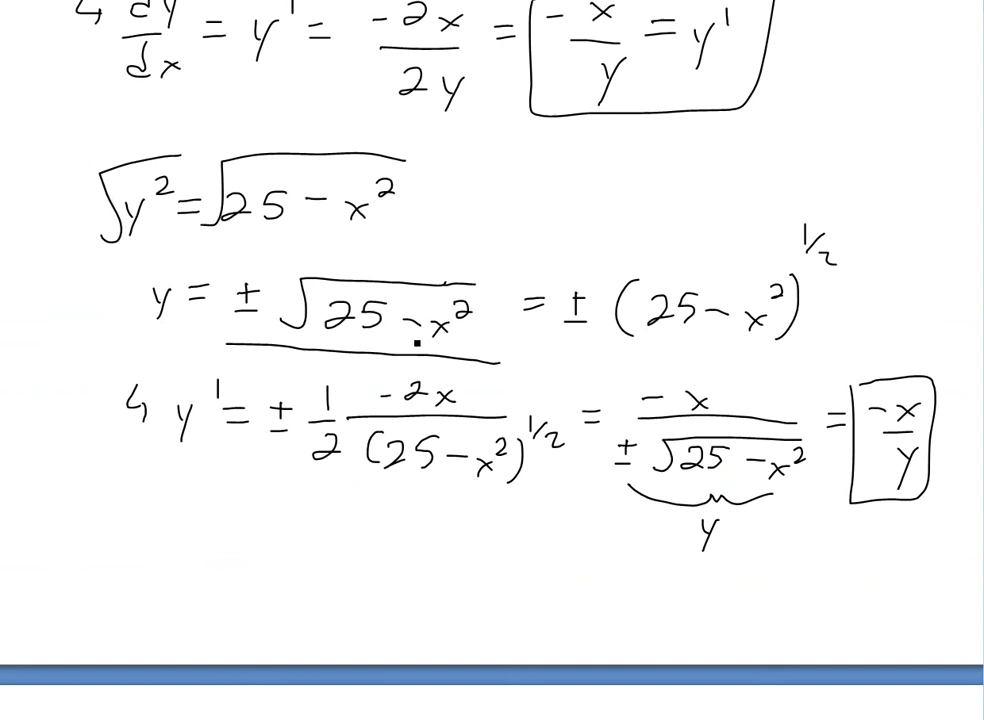 ↳ dy/dx = y' = -2x/2y = -x/y = y'
√y² = √25 - x²
y = ± √25 - x² = ± (25 - x²)^1/2
↳ y' = ± 1/2 -2x/(25 - x²)^1/2 = -x/± √25 - x² = -x/y
y